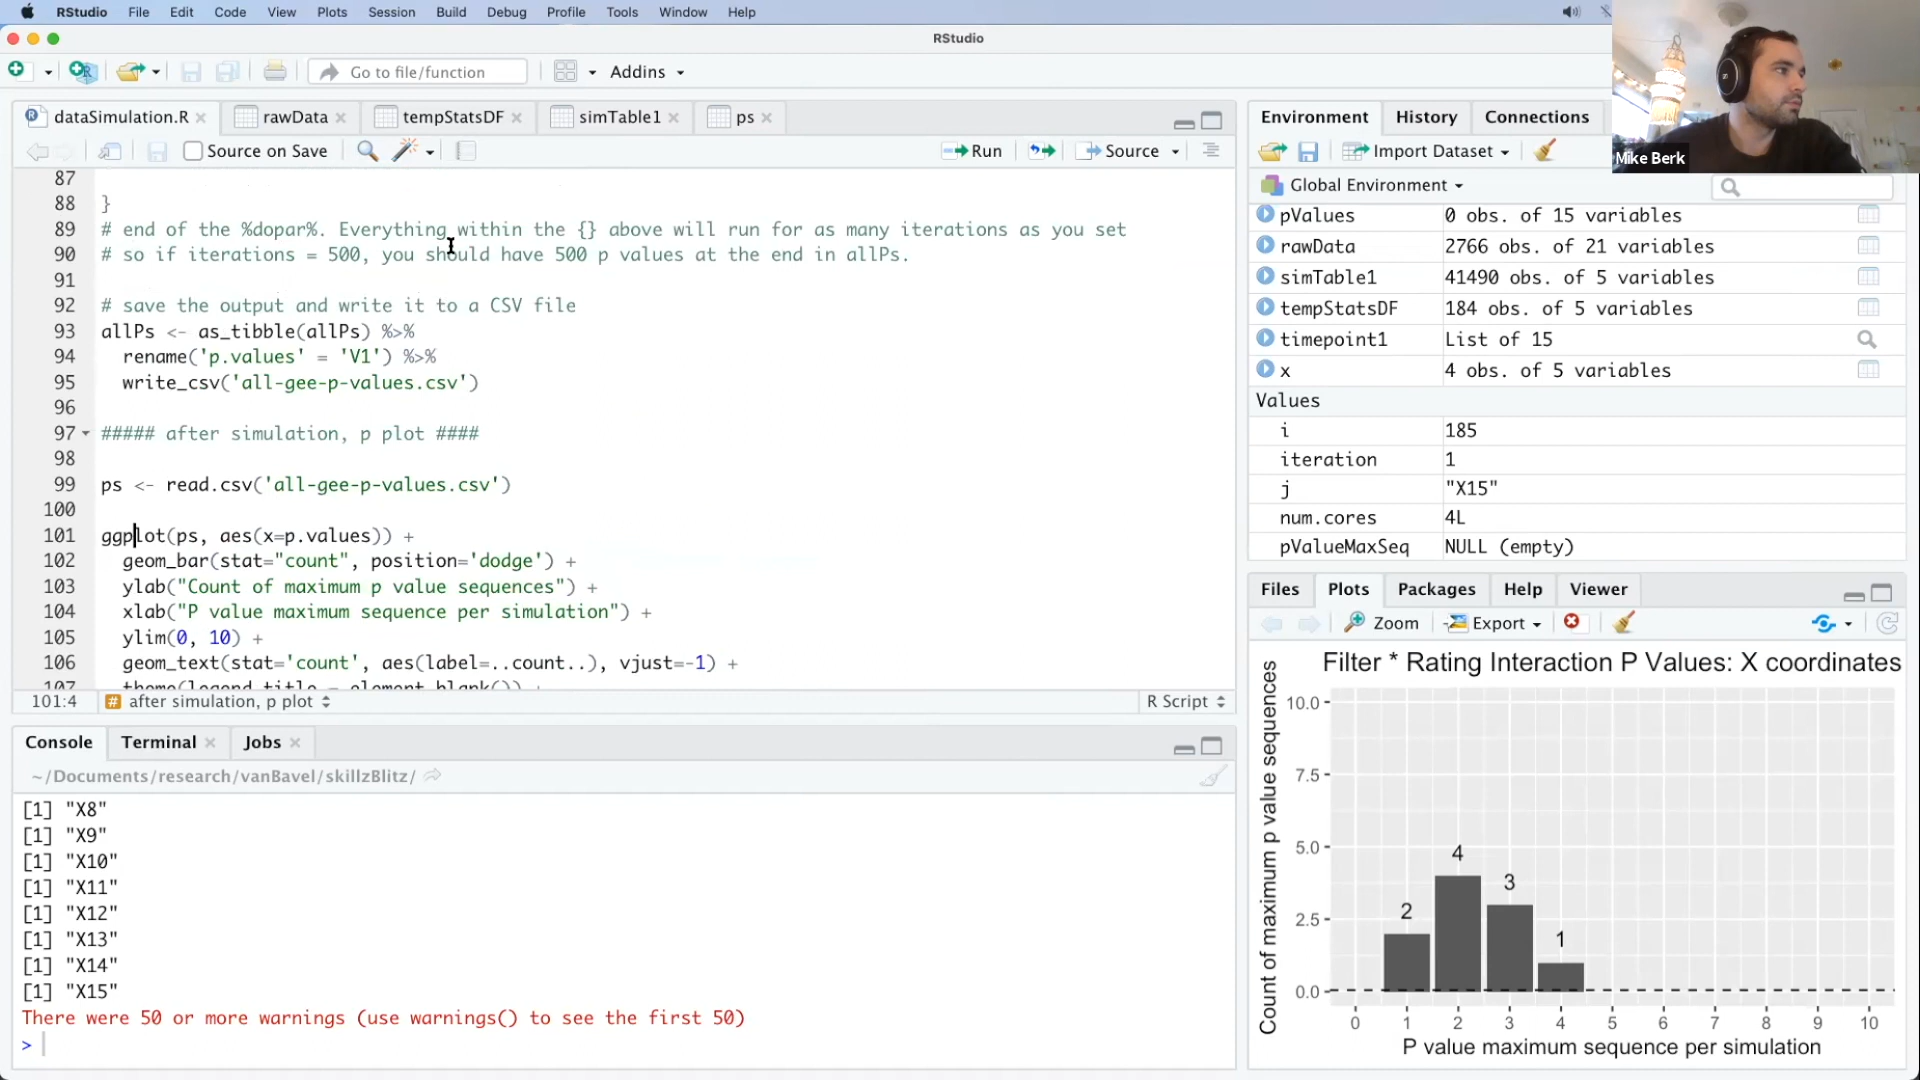 RStudio File Edit Code View Plots Session Build Debug Profile Tools Window Help
RStudio
Go to file/function Addins
Mike Berk
dataSimulation.R rawData tempStatsDF simTable1 ps
Source on Save Run Source
87
88 }
89 # end of the %dopar%. Everything within the {} above will run for as many iterations as you set
90 # so if iterations = 500, you should have 500 p values at the end in allPs.
91
92 # save the output and write it to a CSV file
93 allPs <- as_tibble(allPs) %>%
94 rename('p.values' = 'V1') %>%
95 write_csv('all-gee-p-values.csv')
96
97 ##### after simulation, p plot ####
98
99 ps <- read.csv('all-gee-p-values.csv')
100
101 ggplot(ps, aes(x=p.values)) +
102 geom_bar(stat="count", position='dodge') +
103 ylab("Count of maximum p value sequences") +
104 xlab("P value maximum sequence per simulation") +
105 ylim(0, 10) +
106 geom_text(stat='count', aes(label=..count..), vjust=-1) +
107 theme(legend.title = element_blank()) +
101:4 # after simulation, p plot R Script
Console Terminal Jobs
~/Documents/research/vanBavel/skillzBlitz/
[1] "X8"
[1] "X9"
[1] "X10"
[1] "X11"
[1] "X12"
[1] "X13"
[1] "X14"
[1] "X15"
There were 50 or more warnings (use warnings() to see the first 50)
>
Environment History Connections
Import Dataset
Global Environment
pValues 0 obs. of 15 variables
rawData 2766 obs. of 21 variables
simTable1 41490 obs. of 5 variables
tempStatsDF 184 obs. of 5 variables
timepoint1 List of 15
x 4 obs. of 5 variables
Values
i 185
iteration 1
j "X15"
num.cores 4L
pValueMaxSeq NULL (empty)
Files Plots Packages Help Viewer
Zoom Export
Filter * Rating Interaction P Values: X coordinates
Count of maximum p value sequences
10.0
7.5
5.0
2.5
0.0
2
4
3
1
0 1 2 3 4 5 6 7 8 9 10
P value maximum sequence per simulation